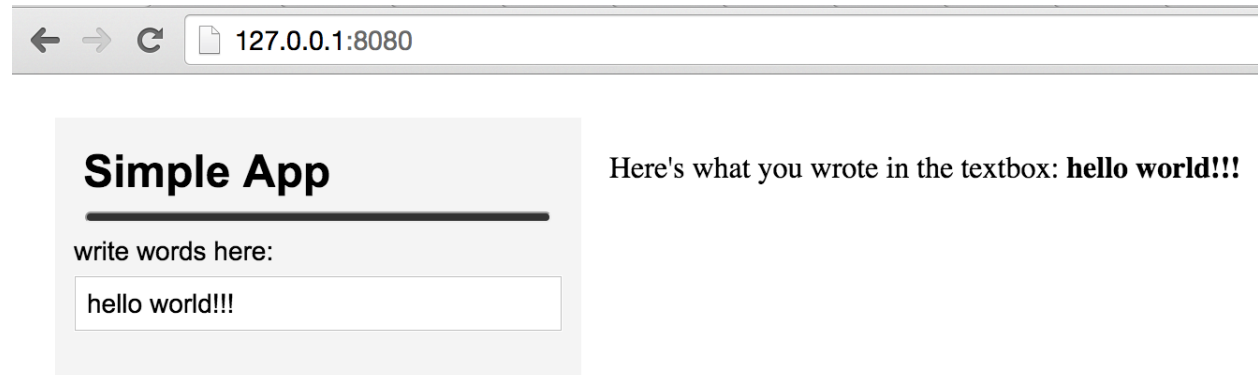 127.0.0.1:8080
Simple App
write words here:
hello world!!!
Here's what you wrote in the textbox: hello world!!!